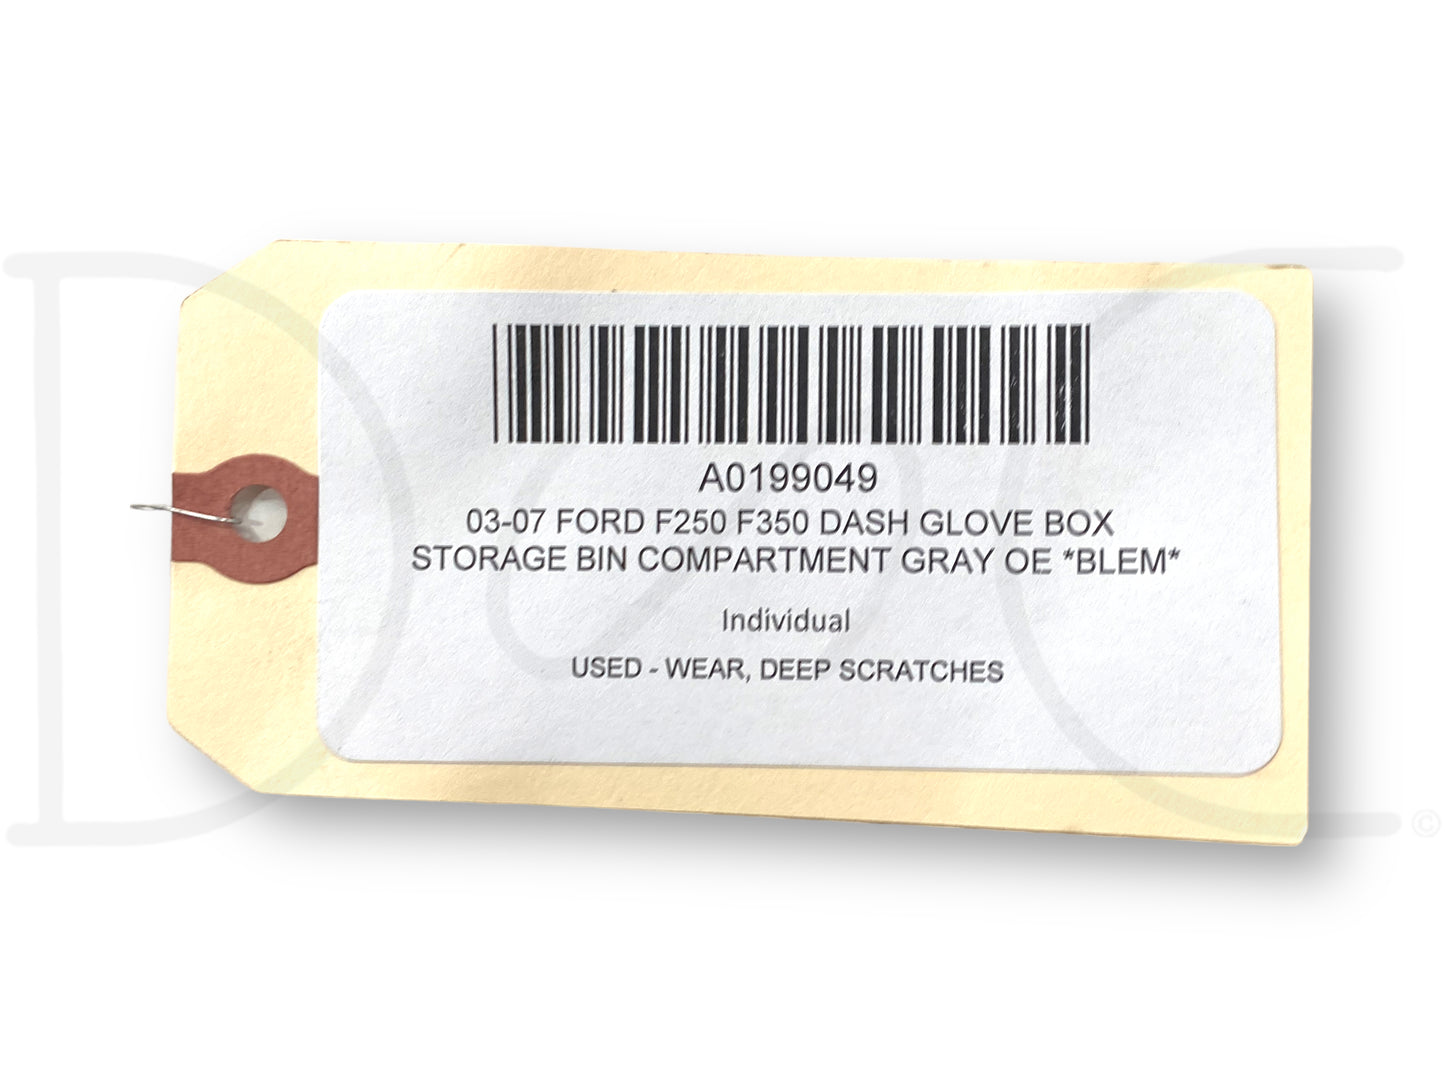 A0199049
03-07 FORD F250 F350 DASH GLOVE BOX
STORAGE BIN COMPARTMENT GRAY OE *BLEM*
Individual
USED - WEAR, DEEP SCRATCHES
D C ©